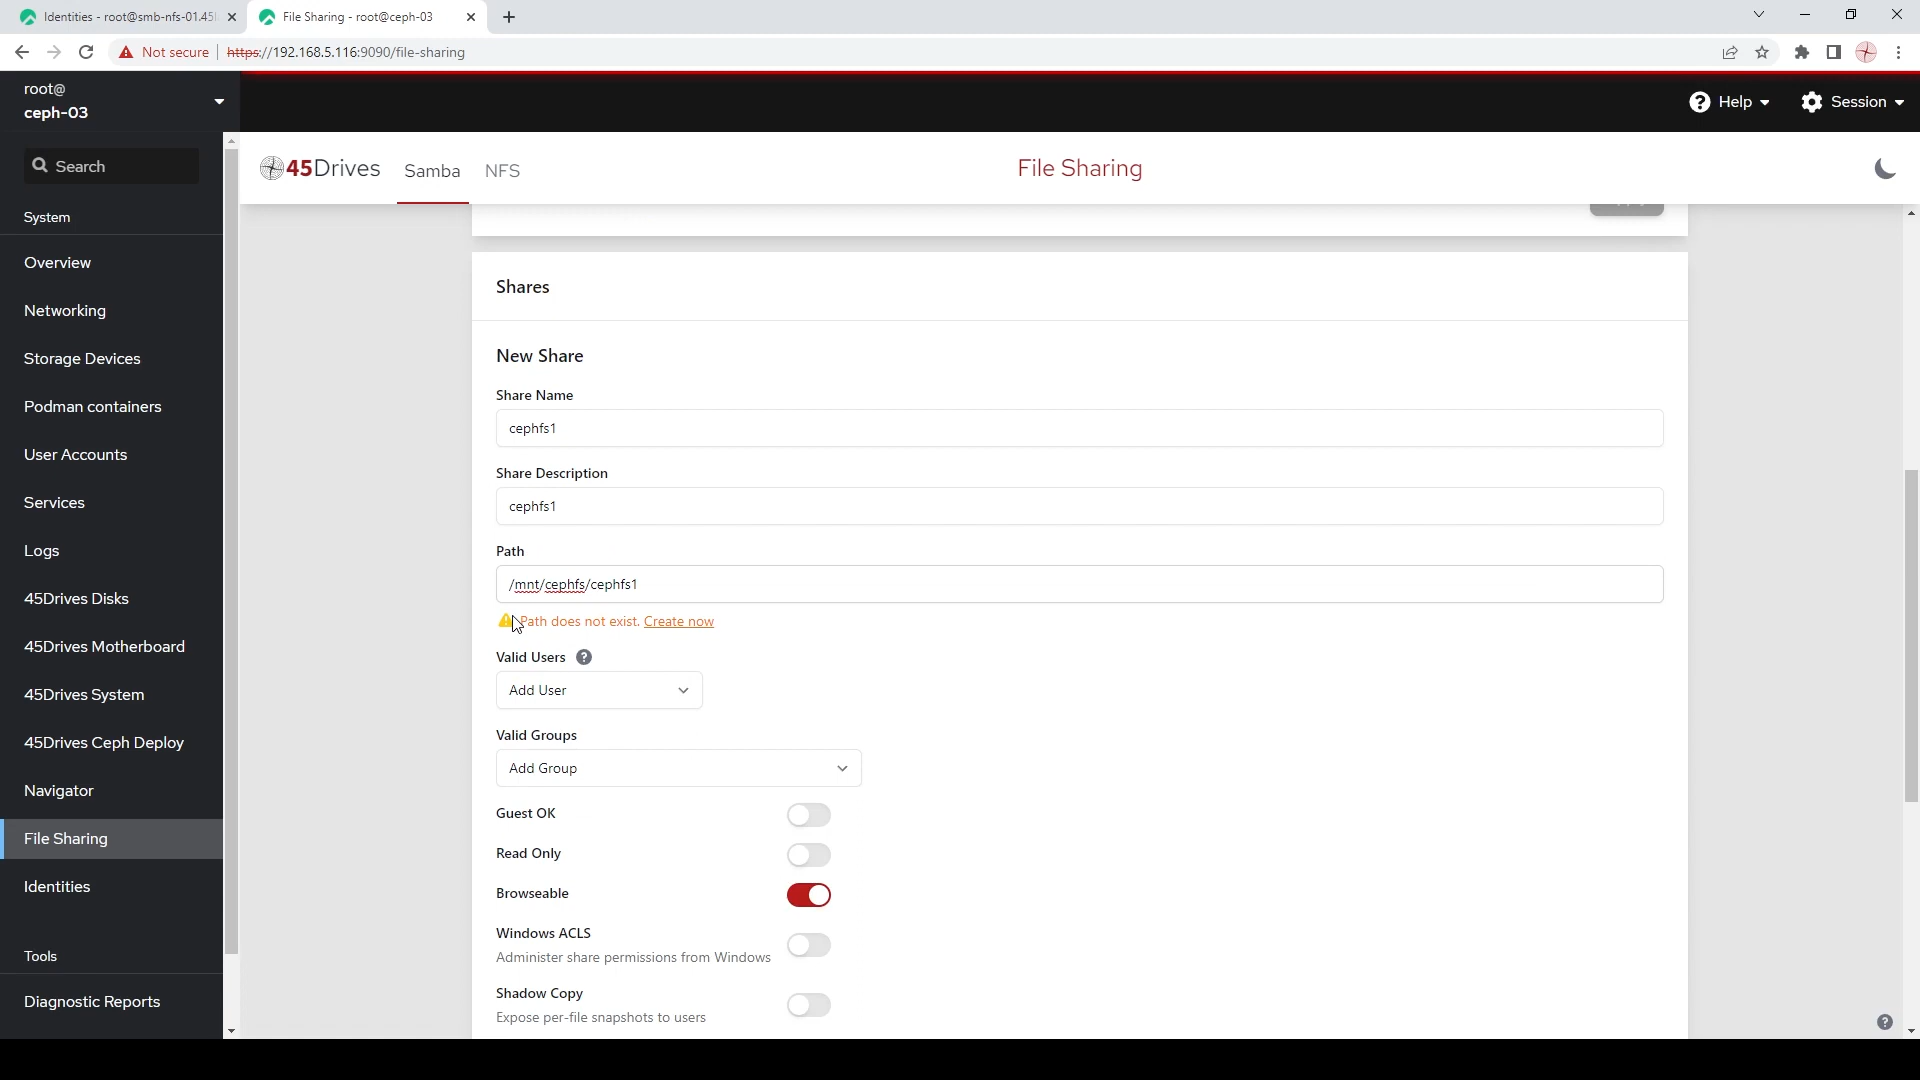 Identities - root@smb-nfs-01.45
File Sharing - root@ceph-03
Not secure
https://192.168.5.116:9090/file-sharing
root@
ceph-03
Help
Session
Search
45Drives
Samba
NFS
File Sharing
System
Overview
Networking
Storage Devices
Podman containers
User Accounts
Services
Logs
45Drives Disks
45Drives Motherboard
45Drives System
45Drives Ceph Deploy
Navigator
File Sharing
Identities
Tools
Diagnostic Reports
Shares
New Share
Share Name
cephfs1
Share Description
cephfs1
Path
/mnt/cephfs/cephfs1
Path does not exist. Create now
Valid Users
Add User
Valid Groups
Add Group
Guest OK
Read Only
Browseable
Windows ACLS
Administer share permissions from Windows
Shadow Copy
Expose per-file snapshots to users